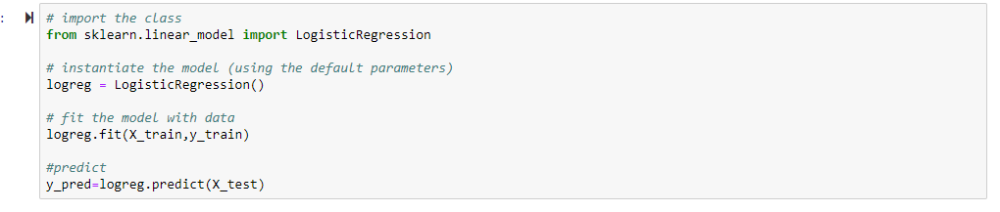 :
# import the class
from sklearn.linear_model import LogisticRegression
# instantiate the model (using the default parameters)
logreg = LogisticRegression()
# fit the model with data
logreg.fit(X_train,y_train)
#predict
y_pred=logreg.predict(X_test)